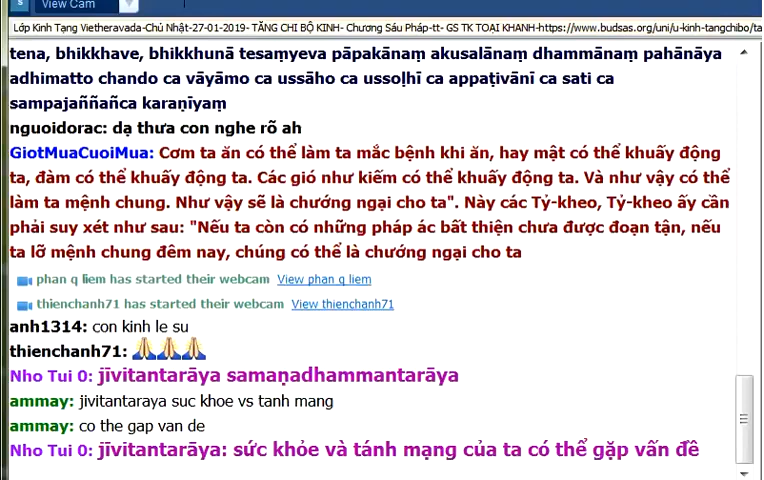 View Cam
Lớp Kinh Tạng Vietheravada-Chủ Nhật-27-01-2019- TĂNG CHI BỘ KINH- Chương Sáu Pháp-tt- GS TK TOẠI KHANH-https://www.budsas.org/uni/u-kinh-tangchibo/ta
tena, bhikkhave, bhikkhunā tesaṃyeva pāpakānaṃ akusalānaṃ dhammānaṃ pahānāya
adhimatto chando ca vāyāmo ca ussāho ca ussoḷhī ca appaṭivānī ca sati ca
sampajaññañca karaṇīyaṃ
nguoidorac: dạ thưa con nghe rõ ah
GiotMuaCuoiMua: Cơm ta ăn có thể làm ta mắc bệnh khi ăn, hay mật có thể khuấy động
ta, đàm có thể khuấy động ta. Các gió như kiếm có thể khuấy động ta. Và như vậy có thể
làm ta mệnh chung. Như vậy sẽ là chướng ngại cho ta". Này các Tỷ-kheo, Tỷ-kheo ấy cần
phải suy xét như sau: "Nếu ta còn có những pháp ác bất thiện chưa được đoạn tận, nếu
ta lỡ mệnh chung đêm nay, chúng có thể là chướng ngại cho ta
phan q liem has started their webcam View phan q liem
thienchanh71 has started their webcam View thienchanh71
anh1314: con kinh le su
thienchanh71: 🙏🙏🙏
Nho Tui 0: jīvitantarāya samaṇadhammantarāya
ammay: jivitantaraya suc khoe vs tanh mang
ammay: co the gap van de
Nho Tui 0: jīvitantarāya: sức khỏe và tánh mạng của ta có thể gặp vấn đề